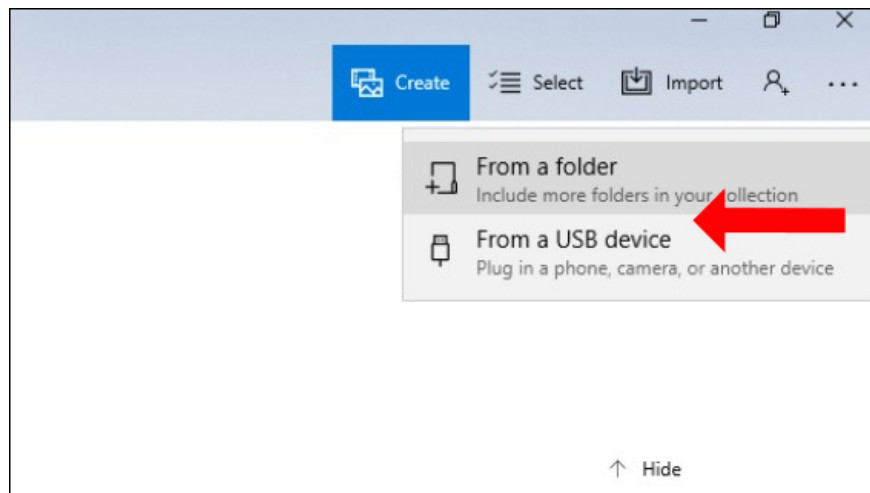 Create Select Import
From a folder
Include more folders in your collection
From a USB device
Plug in a phone, camera, or another device
Hide